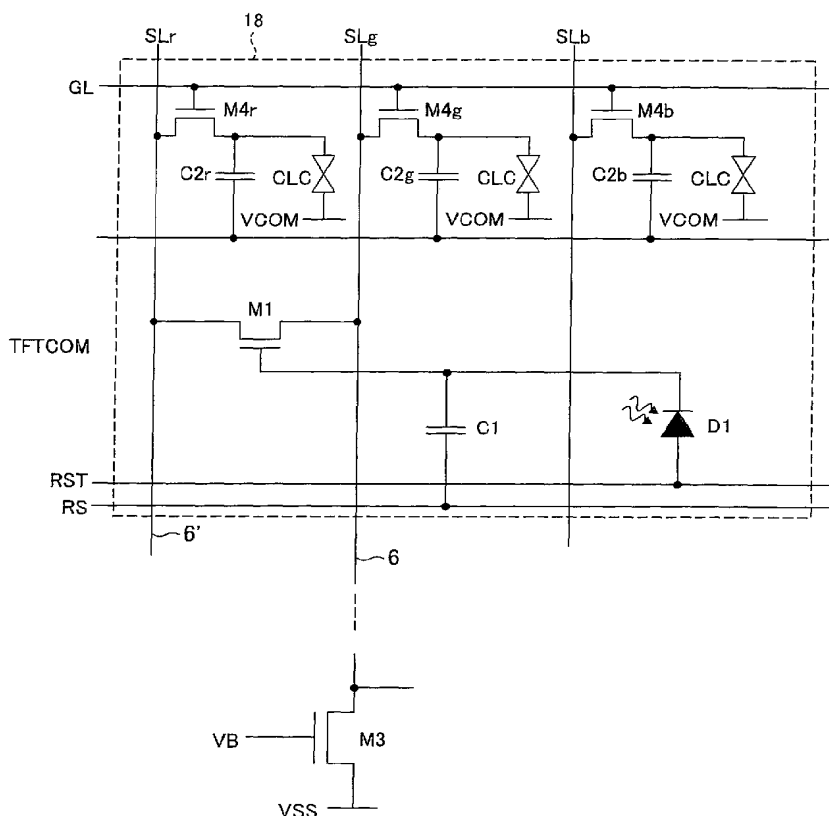 18
SLr
SLg
SLb
GL
M4r
M4g
M4b
C2r
CLC
C2g
CLC
C2b
CLC
VCOM
VCOM
VCOM
M1
TFTCOM
C1
D1
RST
RS
6'
6
VB
M3
VSS